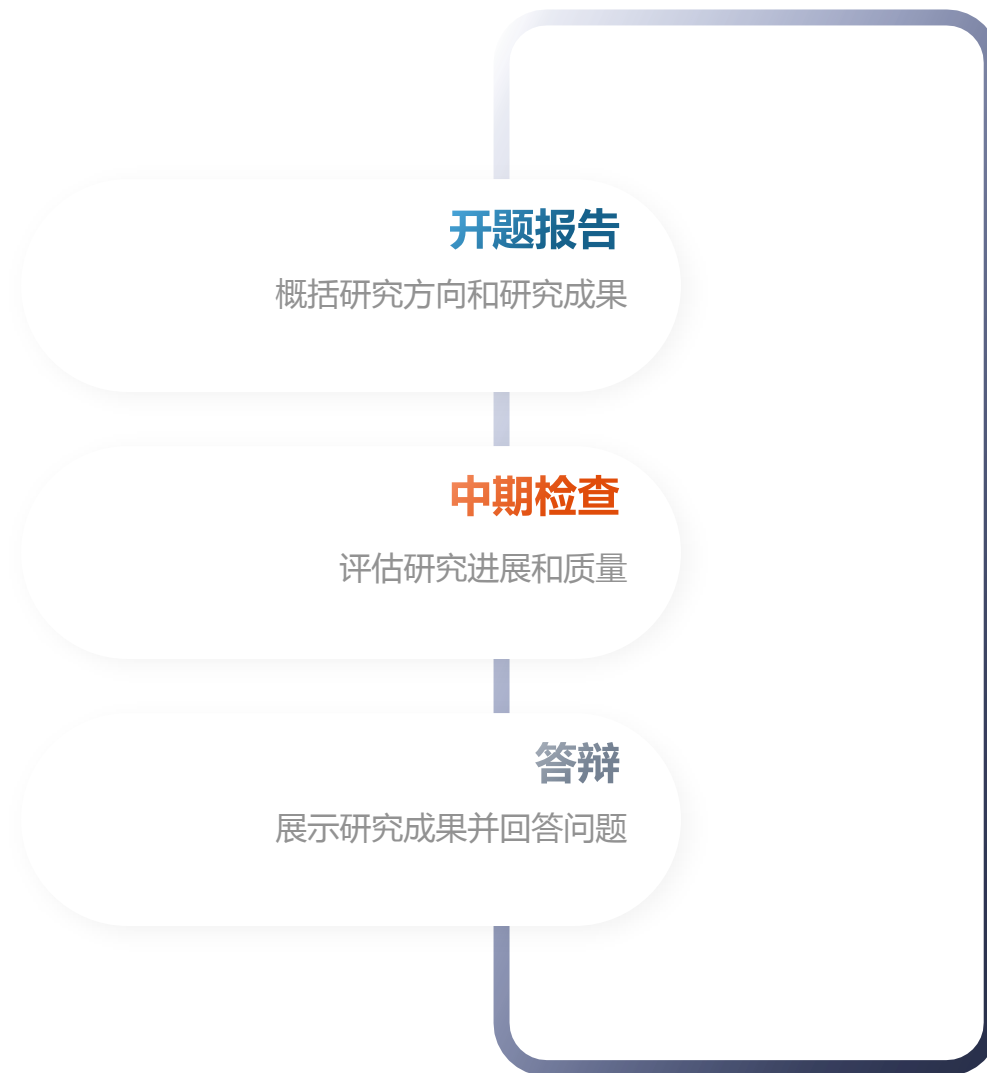 开题报告
概括研究方向和研究成果
中期检查
评估研究进展和质量
答辩
展示研究成果并回答问题